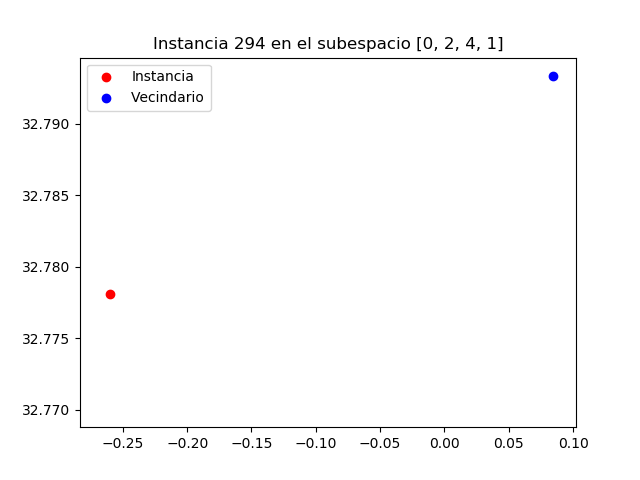 Instancia 294 en el subespacio [0, 2, 4, 1]
Instancia
Vecindario
32.790
32.785
32.780
32.775
32.770
−0.25 −0.20 −0.15 −0.10 −0.05 0.00 0.05 0.10